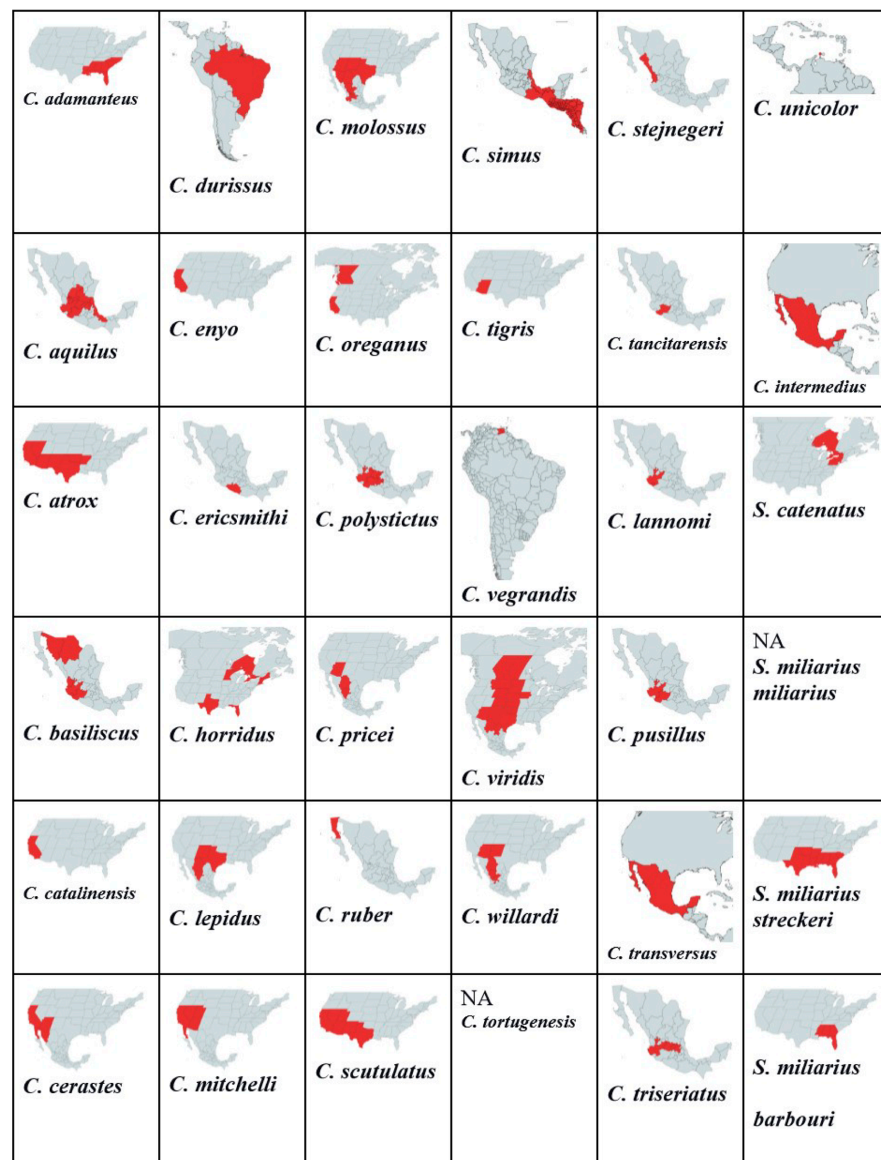 C. adamanteus
C. durissus
C. molossus
C. simus
C. stejnegeri
C. unicolor
C. aquilus
C. enyo
C. oreganus
C. tigris
C. tancitarensis
C. intermedius
C. atrox
C. ericsmithi
C. polystictus
C. vegrandis
C. lannomi
S. catenatus
C. basiliscus
C. horridus
C. pricei
C. viridis
C. pusillus
NA
S. miliarius
miliarius
C. catalinensis
C. lepidus
C. ruber
C. willardi
C. transversus
S. miliarius
streckeri
C. cerastes
C. mitchelli
C. scutulatus
NA
C. tortugenesis
C. triseriatus
S. miliarius
barbouri